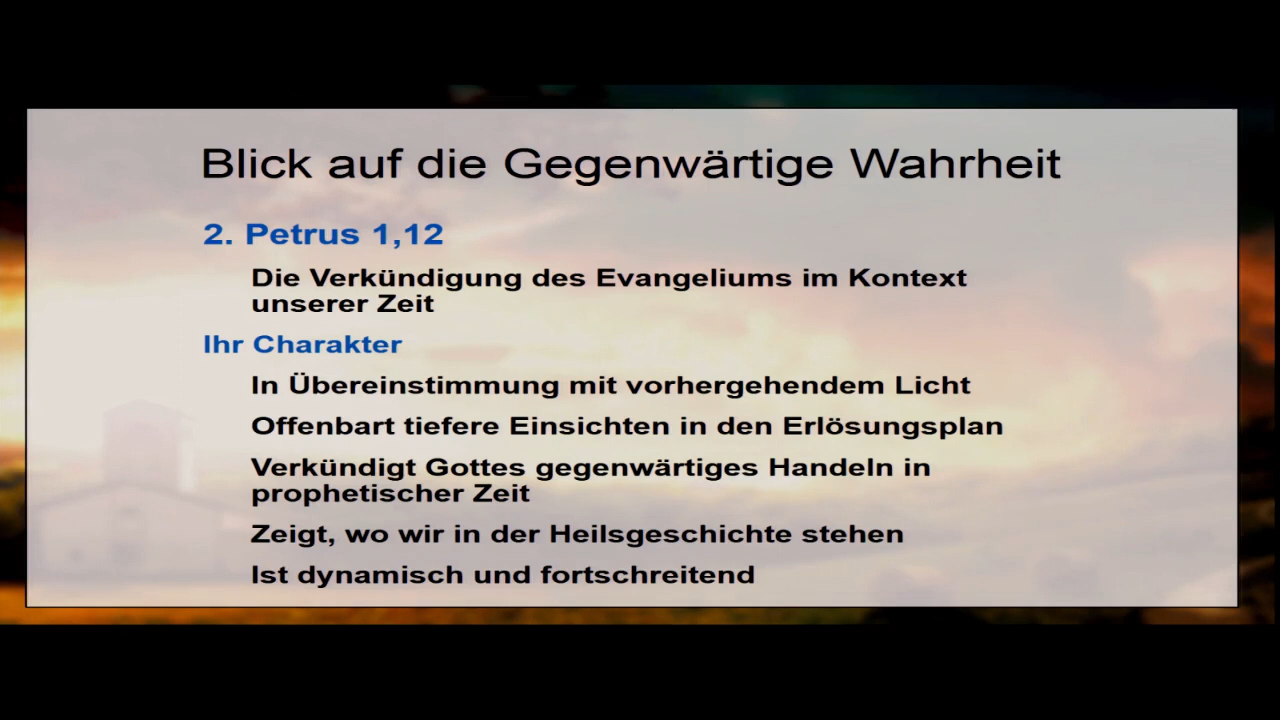 Blick auf die Gegenwärtige Wahrheit
2. Petrus 1,12
Die Verkündigung des Evangeliums im Kontext
unserer Zeit
Ihr Charakter
In Übereinstimmung mit vorhergehendem Licht
Offenbart tiefere Einsichten in den Erlösungsplan
Verkündigt Gottes gegenwärtiges Handeln in
prophetischer Zeit
Zeigt, wo wir in der Heilsgeschichte stehen
Ist dynamisch und fortschreitend